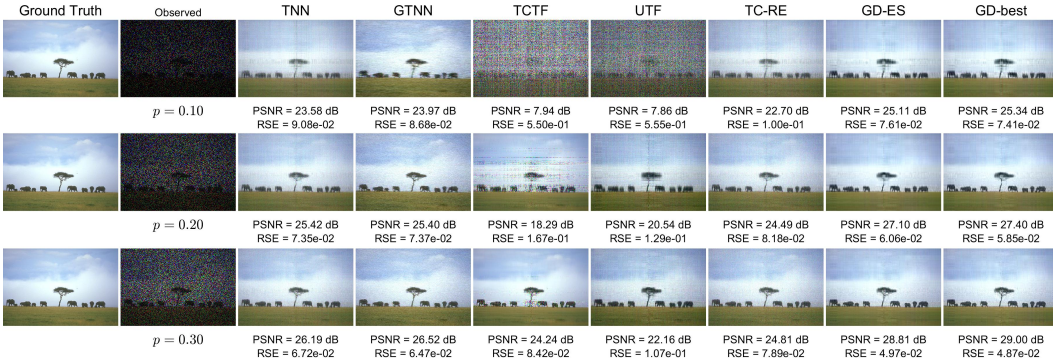 Ground Truth Observed TNN GTNN TCTF UTF TC-RE GD-ES GD-best
p = 0.10 PSNR = 23.58 dB PSNR = 23.97 dB PSNR = 7.94 dB PSNR = 7.86 dB PSNR = 22.70 dB PSNR = 25.11 dB PSNR = 25.34 dB
RSE = 9.08e-02 RSE = 8.68e-02 RSE = 5.50e-01 RSE = 5.55e-01 RSE = 1.00e-01 RSE = 7.61e-02 RSE = 7.41e-02
p = 0.20 PSNR = 25.42 dB PSNR = 25.40 dB PSNR = 18.29 dB PSNR = 20.54 dB PSNR = 24.49 dB PSNR = 27.10 dB PSNR = 27.40 dB
RSE = 7.35e-02 RSE = 7.37e-02 RSE = 1.67e-01 RSE = 1.29e-01 RSE = 8.18e-02 RSE = 6.06e-02 RSE = 5.85e-02
p = 0.30 PSNR = 26.19 dB PSNR = 26.52 dB PSNR = 24.24 dB PSNR = 22.16 dB PSNR = 24.81 dB PSNR = 28.81 dB PSNR = 29.00 dB
RSE = 6.72e-02 RSE = 6.47e-02 RSE = 8.42e-02 RSE = 1.07e-01 RSE = 7.89e-02 RSE = 4.97e-02 RSE = 4.87e-02